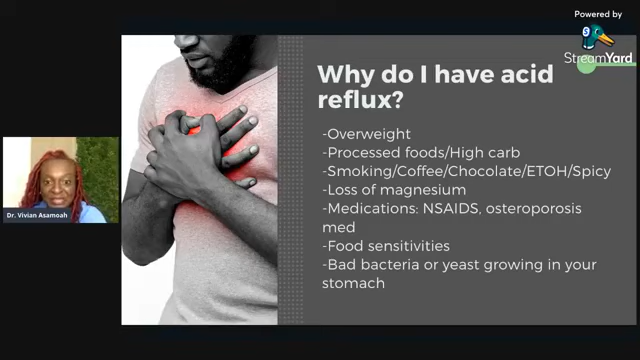 Powered by
StreamYard
Why do I have acid
reflux?
-Overweight
-Processed foods/High carb
-Smoking/Coffee/Chocolate/ETOH/Spicy
-Loss of magnesium
-Medications: NSAIDS, osteroporosis
med
-Food sensitivities
-Bad bacteria or yeast growing in your
stomach
Dr. Vivian Asamoah